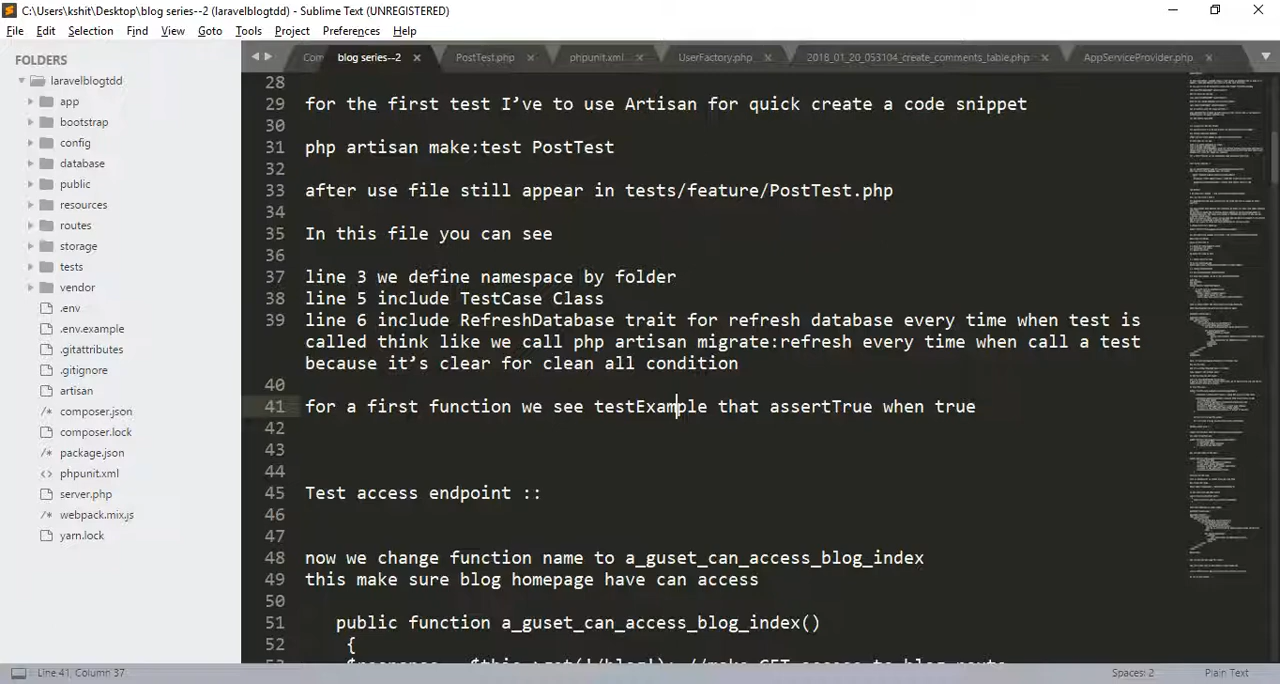 C:\Users\kshit\Desktop\blog series--2 (laravelblogtdd) - Sublime Text (UNREGISTERED)
File Edit Selection Find View Goto Tools Project Preferences Help
FOLDERS
laravelblogtdd
app
bootstrap
config
database
public
resources
routes
storage
tests
vendor
.env
.env.example
.gitattributes
.gitignore
artisan
composer.json
composer.lock
package.json
phpunit.xml
server.php
webpack.mix.js
yarn.lock
Com blog series--2 PostTest.php phpunit.xml UserFactory.php 2018_01_20_053104_create_comments_table.php AppServiceProvider.php
28
29 for the first test I’ve to use Artisan for quick create a code snippet
30
31 php artisan make:test PostTest
32
33 after use file still appear in tests/feature/PostTest.php
34
35 In this file you can see
36
37 line 3 we define namespace by folder
38 line 5 include TestCase Class
39 line 6 include RefreshDatabase trait for refresh database every time when test is
called think like we call php artisan migrate:refresh every time when call a test
because it’s clear for clean all condition
40
41 for a first function we see testExample that assertTrue when true
42
43
44
45 Test access endpoint ::
46
47
48 now we change function name to a_guset_can_access_blog_index
49 this make sure blog homepage have can access
50
51 public function a_guset_can_access_blog_index()
52 {
Line 41, Column 37
Spaces: 2 Plain Text